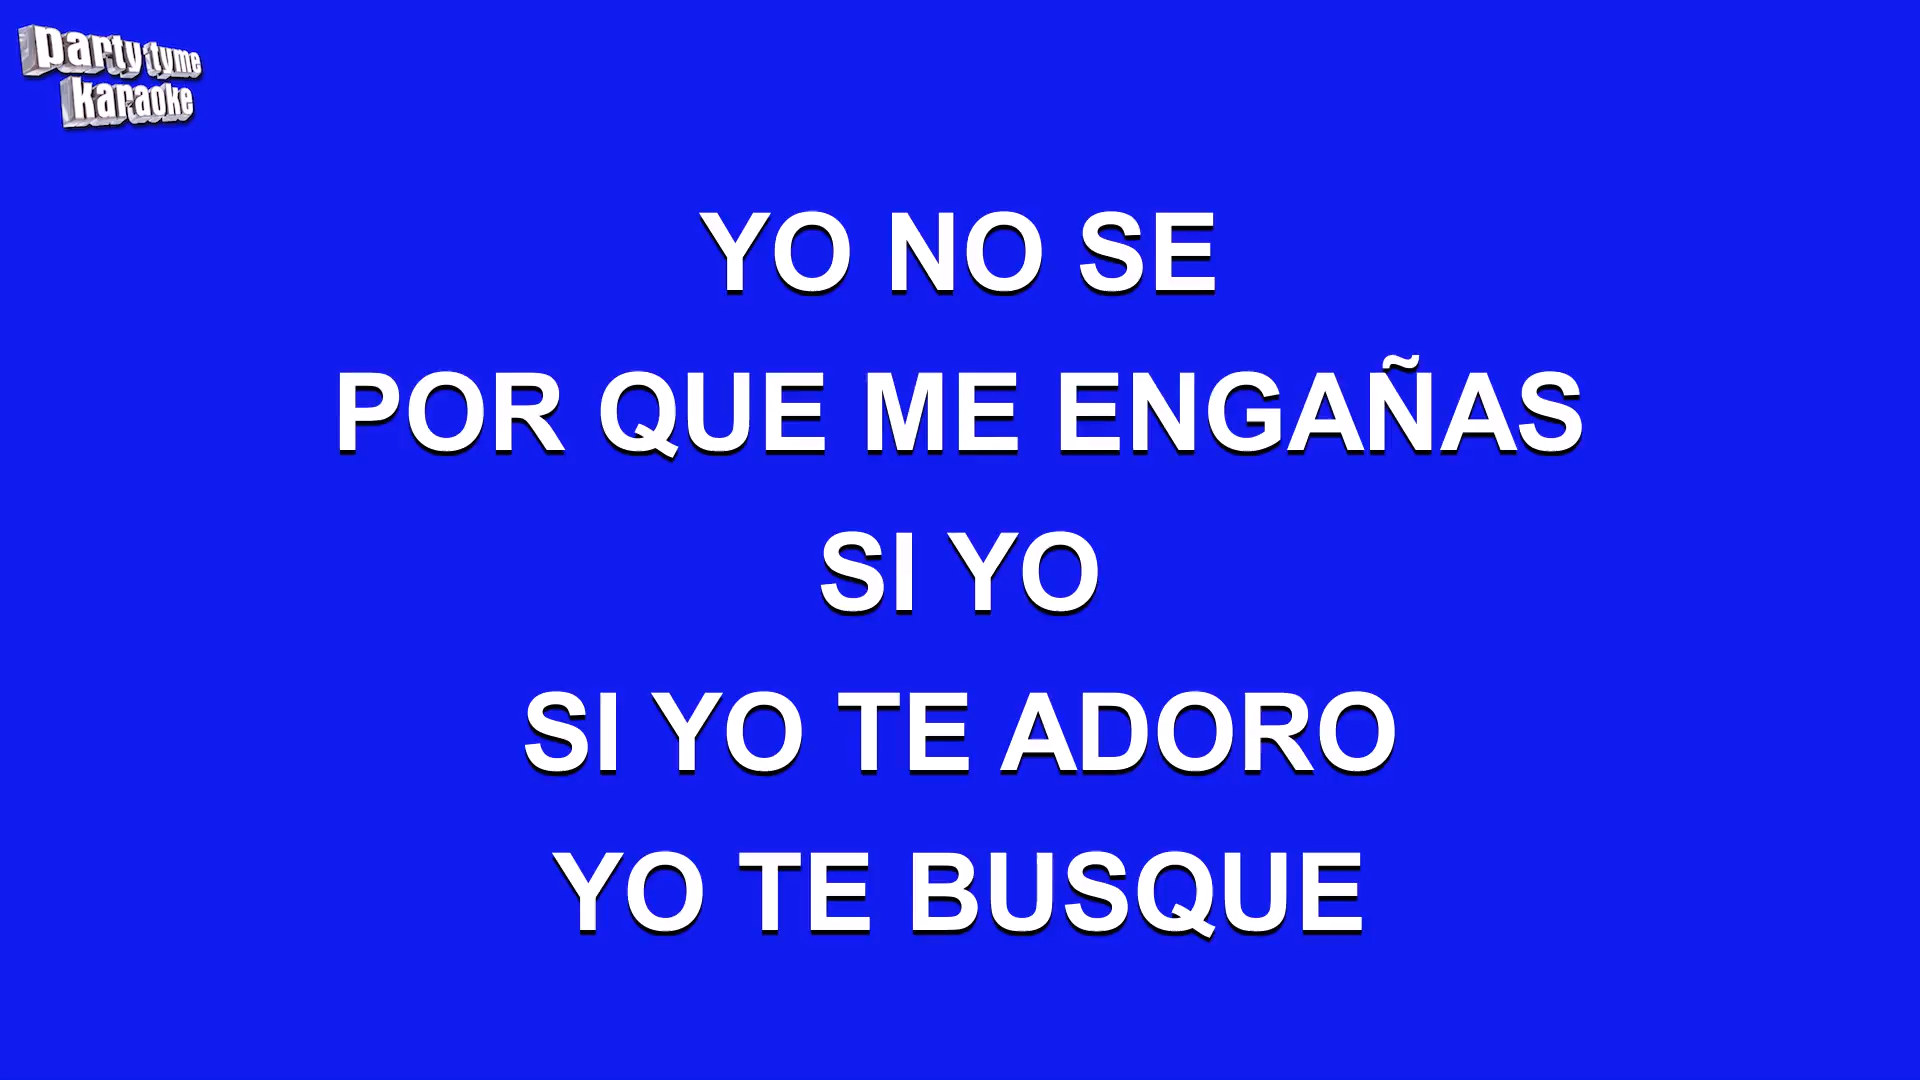 party tyme
karaoke
YO NO SE
POR QUE ME ENGAÑAS
SI YO
SI YO TE ADORO
YO TE BUSQUE